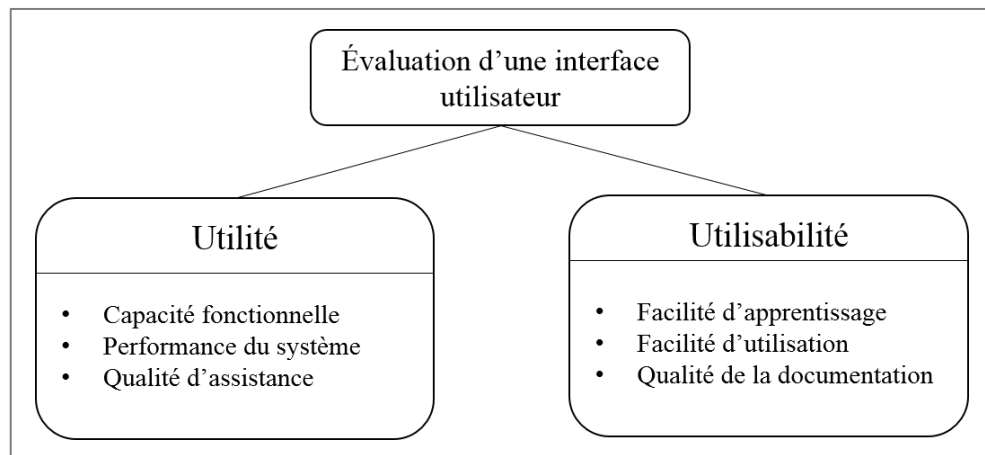 Évaluation d’une interface
utilisateur
Utilité
• Capacité fonctionnelle
• Performance du système
• Qualité d’assistance
Utilisabilité
• Facilité d’apprentissage
• Facilité d’utilisation
• Qualité de la documentation